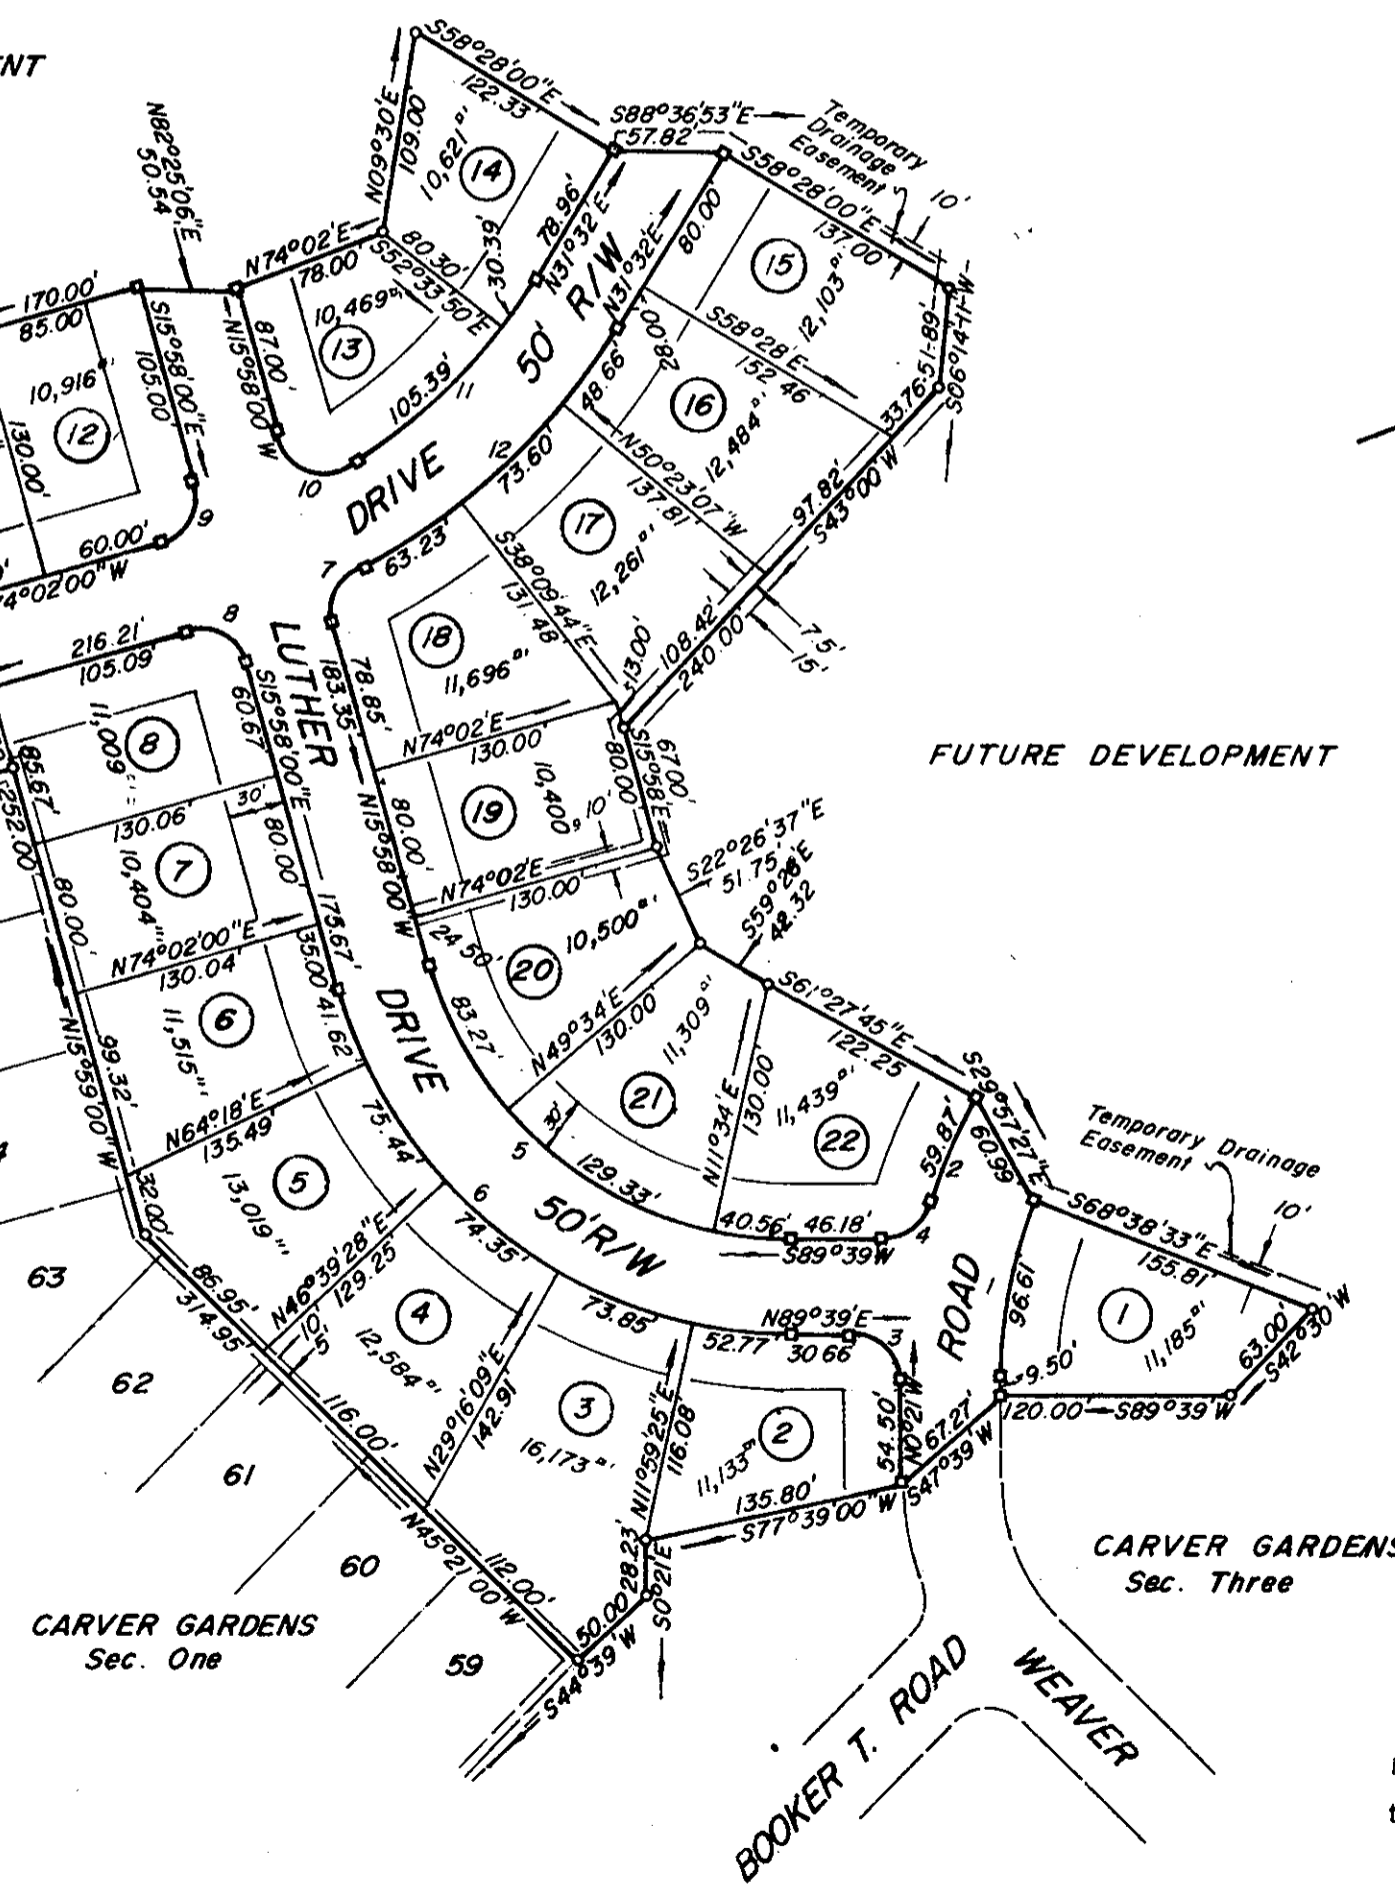 NT
S58°28'00"E
122.33'
N09°30'E
109.00'
10,621 □'
14
S88°36'53"E
57.82'
Temporary
Drainage
Easement
10'
S58°28'00"E
137.00'
N82°25'06"E
50.54'
N74°02'E
78.00'
S52°33'50"E
80.30'
30.39'
78.96'
N31°32'E
50' R/W
N31°32'E
80.00'
15
12,103 □'
S06°14'11"W
51.89'
170.00'
85.00'
S15°58'00"E
105.00'
N15°58'00"W
87.00'
10,469 □'
13
105.39'
11
S58°28'E
152.46'
28.00'
48.66'
16
12,484 □'
33.76'
10,916 □'
12
130.00'
60.00'
74°02'00"W
9
10
DRIVE
12
73.60'
N50°23'07"W
137.81'
97.82'
S43°00'W
63.23'
7
17
12,261 □'
S38°09'44"E
131.48'
13.00'
108.42'
240.00'
7.5'
15'
216.21'
105.09'
8
LUTHER
60.67'
S15°58'00"E
183.35'
78.85'
18
11,696 □'
N74°02'E
130.00'
S15°58'E
80.00'
67.00'
FUTURE DEVELOPMENT
11,009 □'
8
85.67'
252.00'
130.06'
30'
80.00'
N15°58'00"W
80.00'
19
10,400
10'
N74°02'E
130.00'
S22°26'37"E
51.75'
S59°28'E
42.32
7
10,404 □'
80.00'
N74°02'00"E
130.04'
175.67'
35.00'
24.50'
20
10,500 □'
N49°34'E
130.00'
S61°27'45"E
122.25
6
11,515 □'
99.32'
N15°59'00"W
41.62'
DRIVE
83.27'
11,309 □'
21
30'
N11°34'E
130.00'
11,439 □'
22
S29°57'27"E
60.99
59.87'
2
N64°18'E
135.49'
32.00'
75.44'
5
129.33'
5
13,019 □'
6
74.35'
50' R/W
40.56'
46.18'
4
S89°39'W
Temporary Drainage
Easement
10'
S68°38'33"E
155.81'
N46°39'28"E
129.25
63
86.95'
314.95'
10'
5'
4
12,584 □'
73.85
N89°39'E
52.77
30.66
3
ROAD
96.61
1
11,185 □'
63.00'
S42°30'W
62
116.00'
N29°16'09"E
142.91'
3
16,173 □'
N11°59'25"E
116.08'
2
11,133 □'
54.50'
N0°21'W
67.27'
S47°39'W
9.50'
120.00'
S89°39'W
61
135.80'
S77°39'00"W
N45°21'00"W
112.00'
28.23'
S0°21'E
50.00'
S44°39'W
60
59
CARVER GARDENS
Sec. One
CARVER GARDENS
Sec. Three
BOOKER T. ROAD
WEAVER